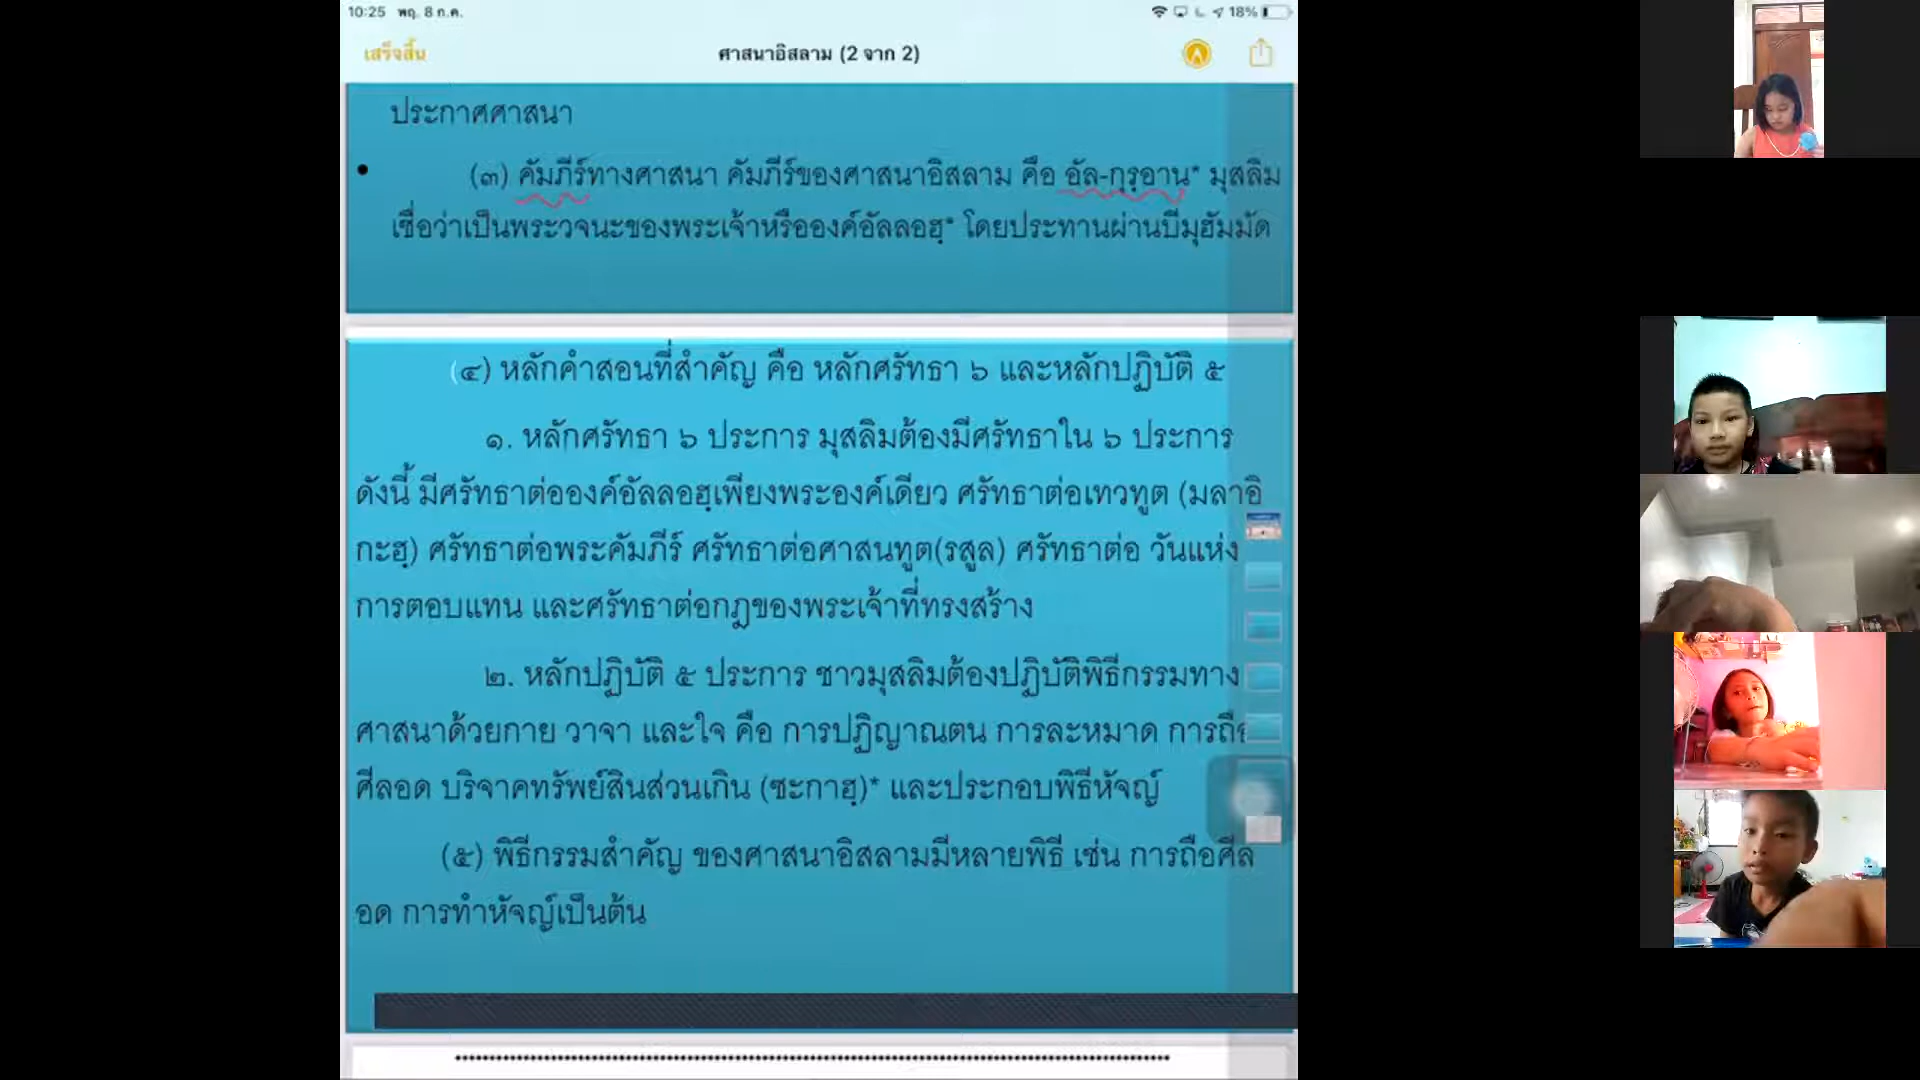 10:25 พฤ. 8 ก.ค.
18%
เสร็จสิ้น
ศาสนาอิสลาม (2 จาก 2)
ประกาศศาสนา
• (๓) คัมภีร์ทางศาสนา คัมภีร์ของศาสนาอิสลาม คือ อัล-กุรฺอาน* มุสลิม
เชื่อว่าเป็นพระวจนะของพระเจ้าหรือองค์อัลลอฮฺ* โดยประทานผ่านบีมุฮัมมัด
(๔) หลักคำสอนที่สำคัญ คือ หลักศรัทธา ๖ และหลักปฏิบัติ ๕
๑. หลักศรัทธา ๖ ประการ มุสลิมต้องมีศรัทธาใน ๖ ประการ
ดังนี้ มีศรัทธาต่อองค์อัลลอฮฺเพียงพระองค์เดียว ศรัทธาต่อเทวทูต (มลาอิ
กะฮฺ) ศรัทธาต่อพระคัมภีร์ ศรัทธาต่อศาสนทูต(รสูล) ศรัทธาต่อ วันแห่ง
การตอบแทน และศรัทธาต่อกฎของพระเจ้าที่ทรงสร้าง
๒. หลักปฏิบัติ ๕ ประการ ชาวมุสลิมต้องปฏิบัติพิธีกรรมทาง
ศาสนาด้วยกาย วาจา และใจ คือ การปฏิญาณตน การละหมาด การถือ
ศีลอด บริจาคทรัพย์สินส่วนเกิน (ซะกาฮฺ)* และประกอบพิธีหัจญ์
(๕) พิธีกรรมสำคัญ ของศาสนาอิสลามมีหลายพิธี เช่น การถือศีล
อด การทำหัจญ์เป็นต้น